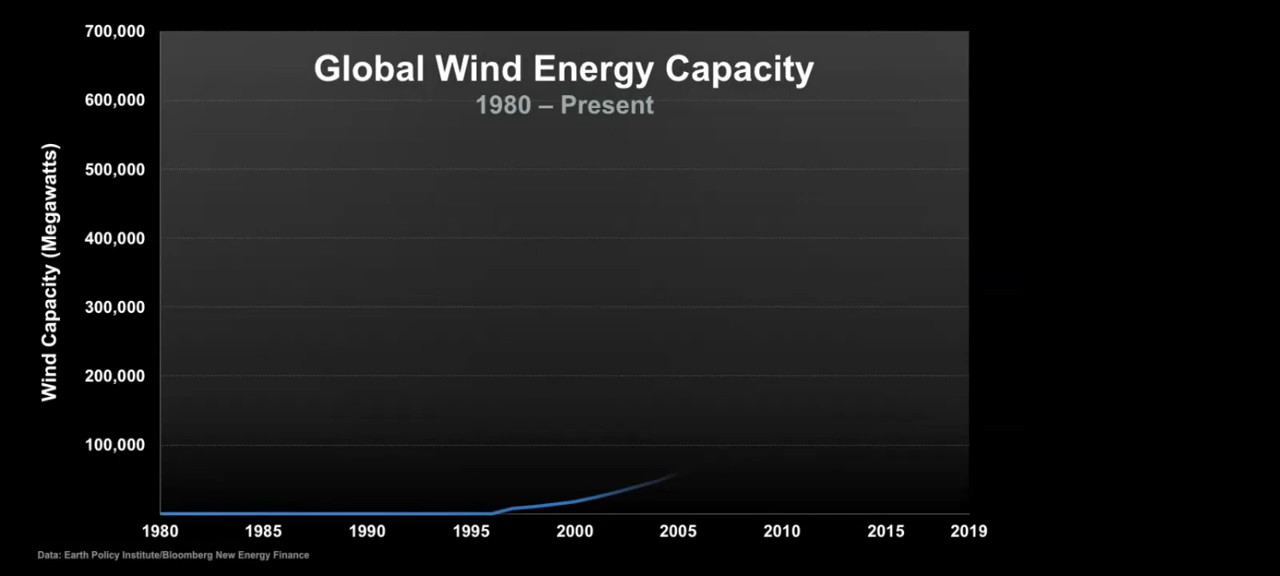 Global Wind Energy Capacity
1980 – Present
Wind Capacity (Megawatts)
700,000
600,000
500,000
400,000
300,000
200,000
100,000
1980 1985 1990 1995 2000 2005 2010 2015 2019
Data: Earth Policy Institute/Bloomberg New Energy Finance